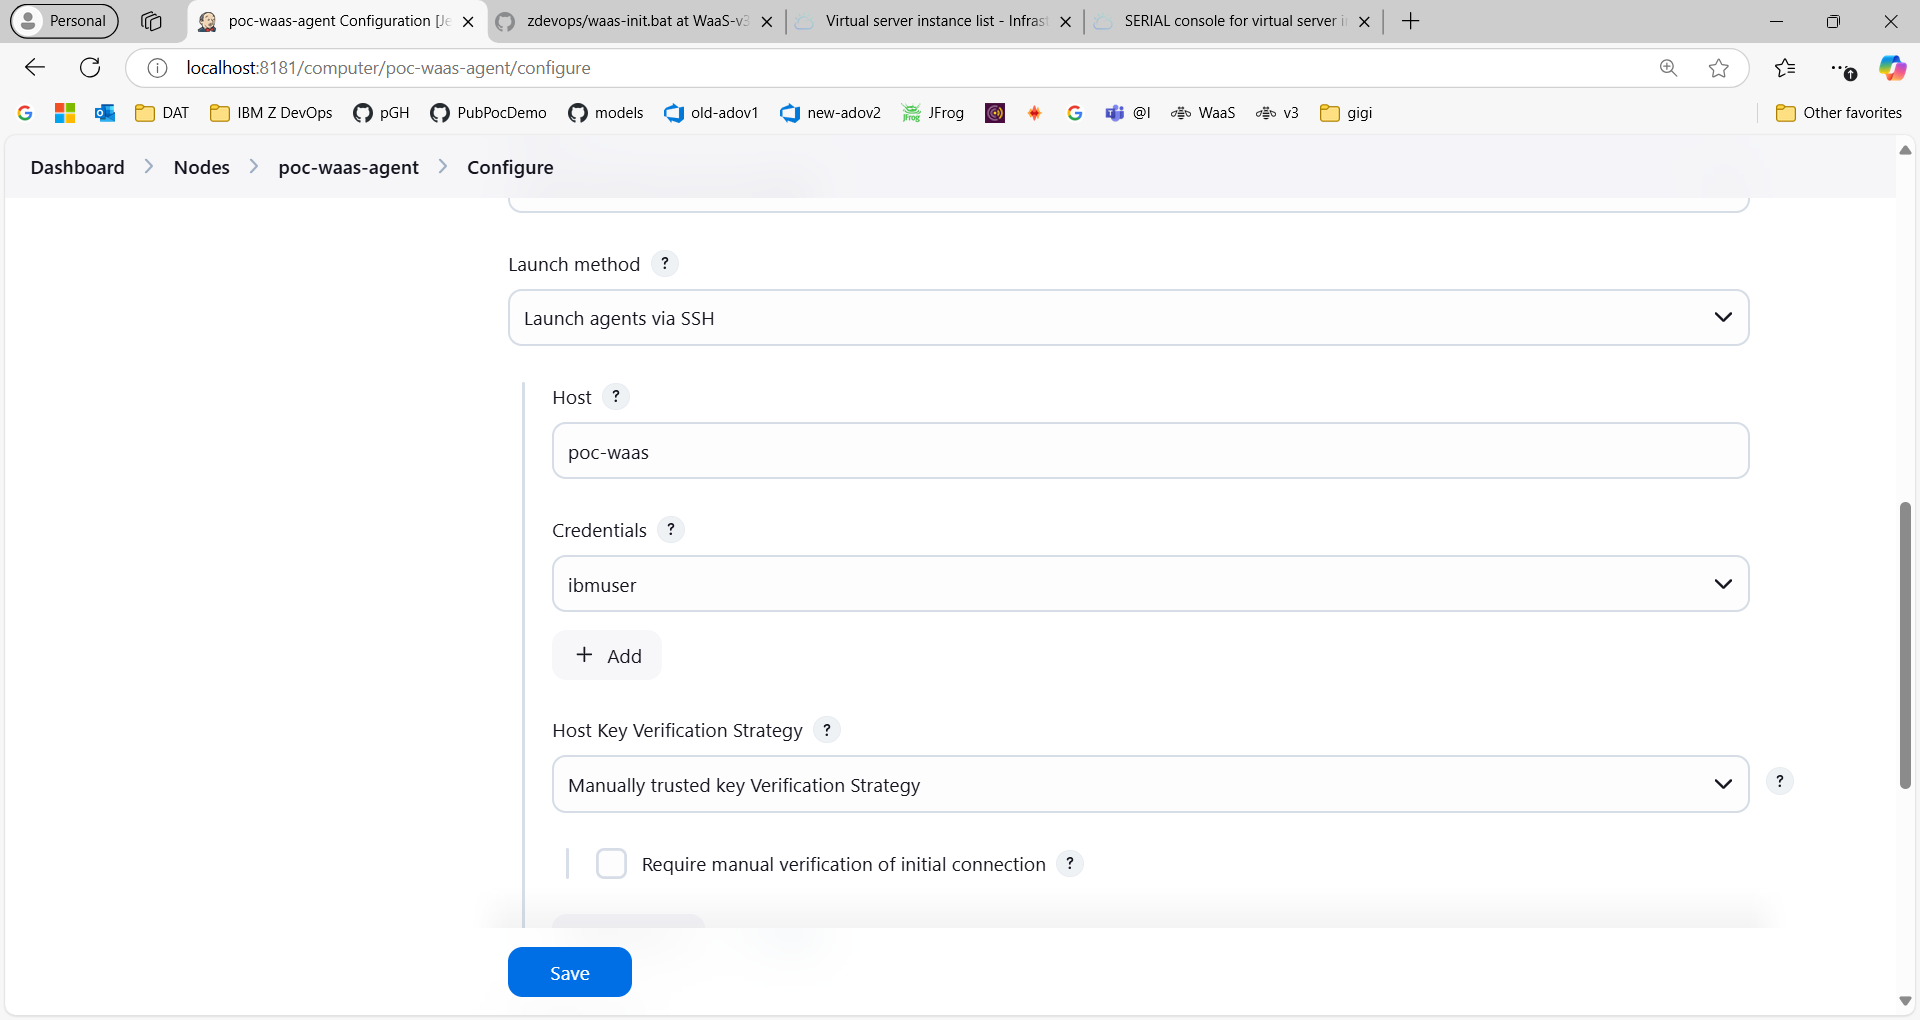 Personal
poc-waas-agent Configuration [Je
zdevops/waas-init.bat at WaaS-v3
Virtual server instance list - Infrast
SERIAL console for virtual server in
localhost:8181/computer/poc-waas-agent/configure
DAT
IBM Z DevOps
pGH
PubPocDemo
models
old-adov1
new-adov2
JFrog
@I
WaaS
v3
gigi
Other favorites
Dashboard > Nodes > poc-waas-agent > Configure
Launch method ?
Launch agents via SSH
Host ?
poc-waas
Credentials ?
ibmuser
+ Add
Host Key Verification Strategy ?
Manually trusted key Verification Strategy
?
Require manual verification of initial connection ?
Save